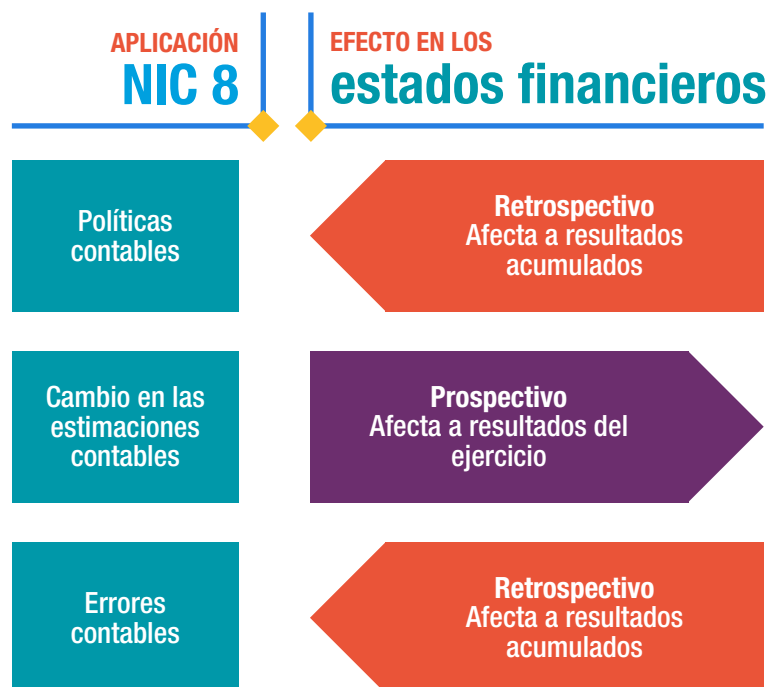 APLICACIÓN
NIC 8
EFECTO EN LOS
estados financieros
Políticas
contables
Retrospectivo
Afecta a resultados
acumulados
Cambio en las
estimaciones
contables
Prospectivo
Afecta a resultados del
ejercicio
Errores
contables
Retrospectivo
Afecta a resultados
acumulados